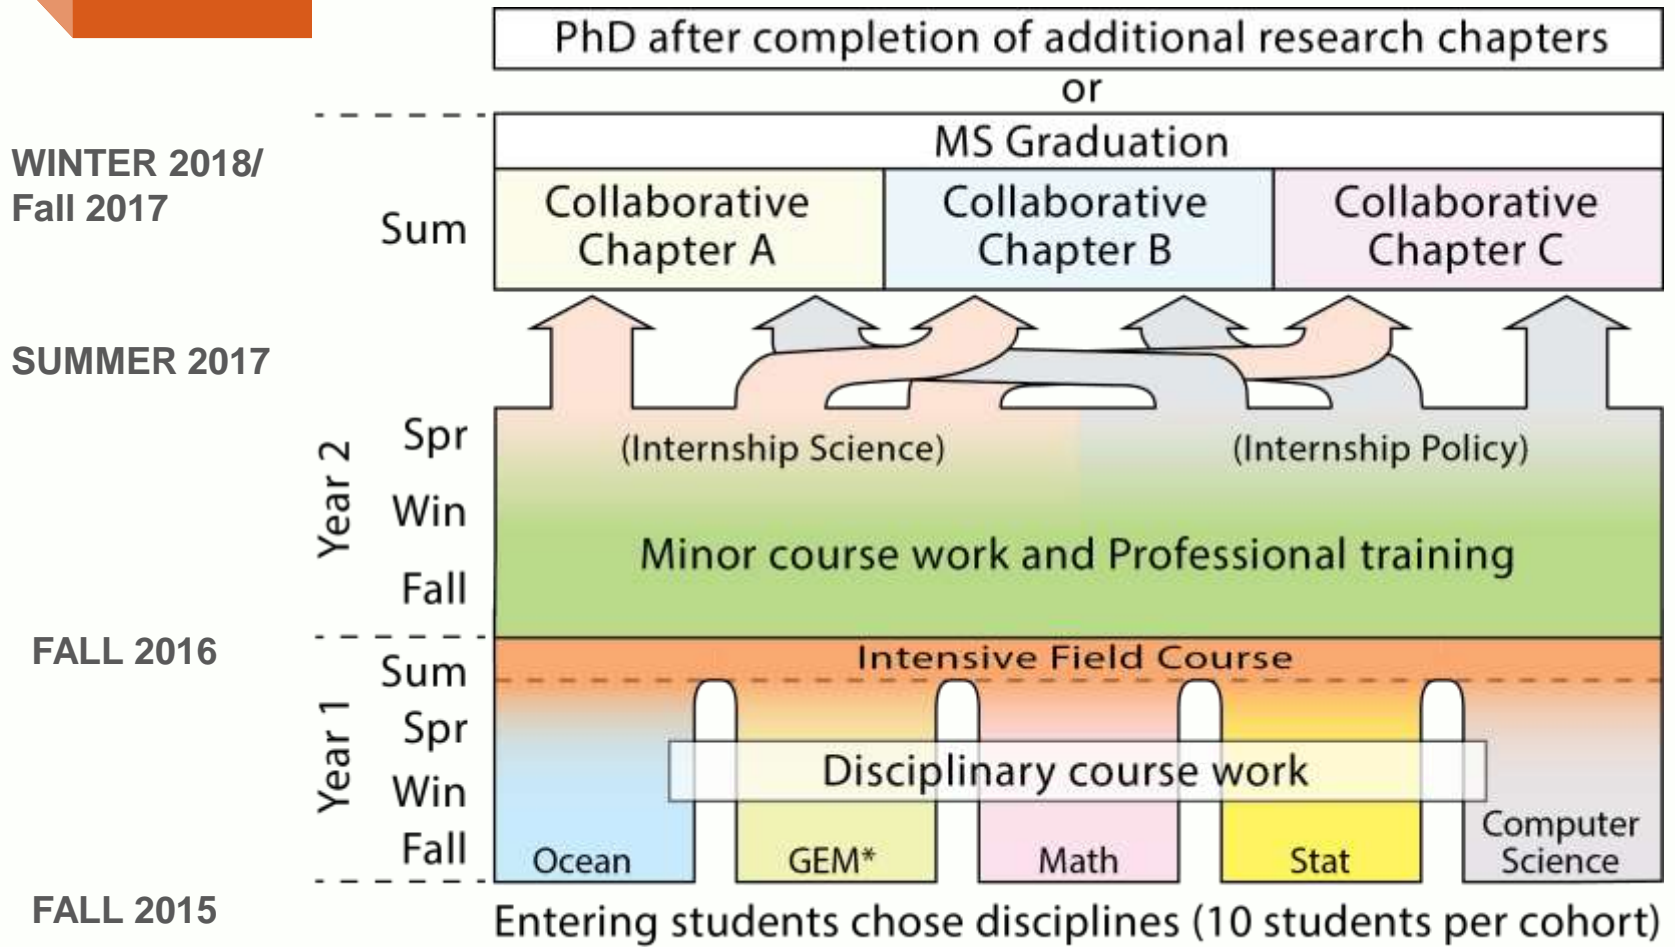 PhD after completion of additional research chapters
or
MS Graduation
WINTER 2018/
Fall 2017
Sum
Collaborative
Chapter A
Collaborative
Chapter B
Collaborative
Chapter C
SUMMER 2017
Year 2
Spr
Win
Fall
(Internship Science)
(Internship Policy)
Minor course work and Professional training
FALL 2016
Year 1
Sum
Spr
Win
Fall
Intensive Field Course
Disciplinary course work
Ocean
GEM*
Math
Stat
Computer
Science
FALL 2015
Entering students chose disciplines (10 students per cohort)